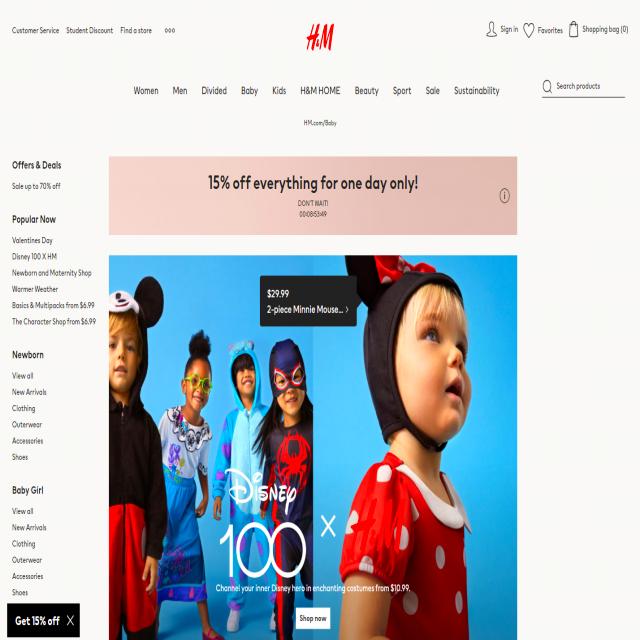 Customer Service Student Discount Find a store
H&M
Sign in Favorites Shopping bag (0)
Women Men Divided Baby Kids H&M HOME Beauty Sport Sale Sustainability
Search products
HM.com/Baby
Offers & Deals
Sale up to 70% off
Popular Now
Valentines Day
Disney 100 X HM
Newborn and Maternity Shop
Warmer Weather
Basics & Multipacks from $6.99
The Character Shop from $6.99
Newborn
View all
New Arrivals
Clothing
Outerwear
Accessories
Shoes
Baby Girl
View all
New Arrivals
Clothing
Outerwear
Accessories
Shoes
Get 15% off X
15% off everything for one day only!
DON'T WAIT!
00:08:53:49
$29.99
2-piece Minnie Mouse... >
Disney
100 X H&M
Channel your inner Disney hero in enchanting costumes from $10.99.
Shop now